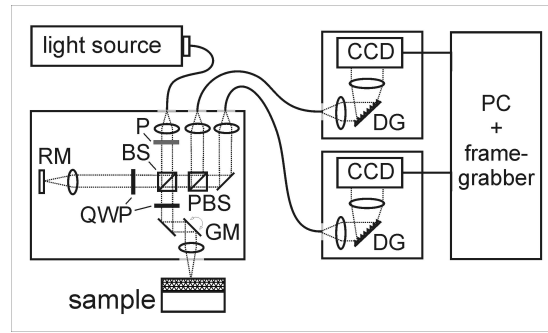 light source
P
BS
RM
QWP
PBS
GM
sample
CCD
DG
CCD
DG
PC
+
frame-
grabber